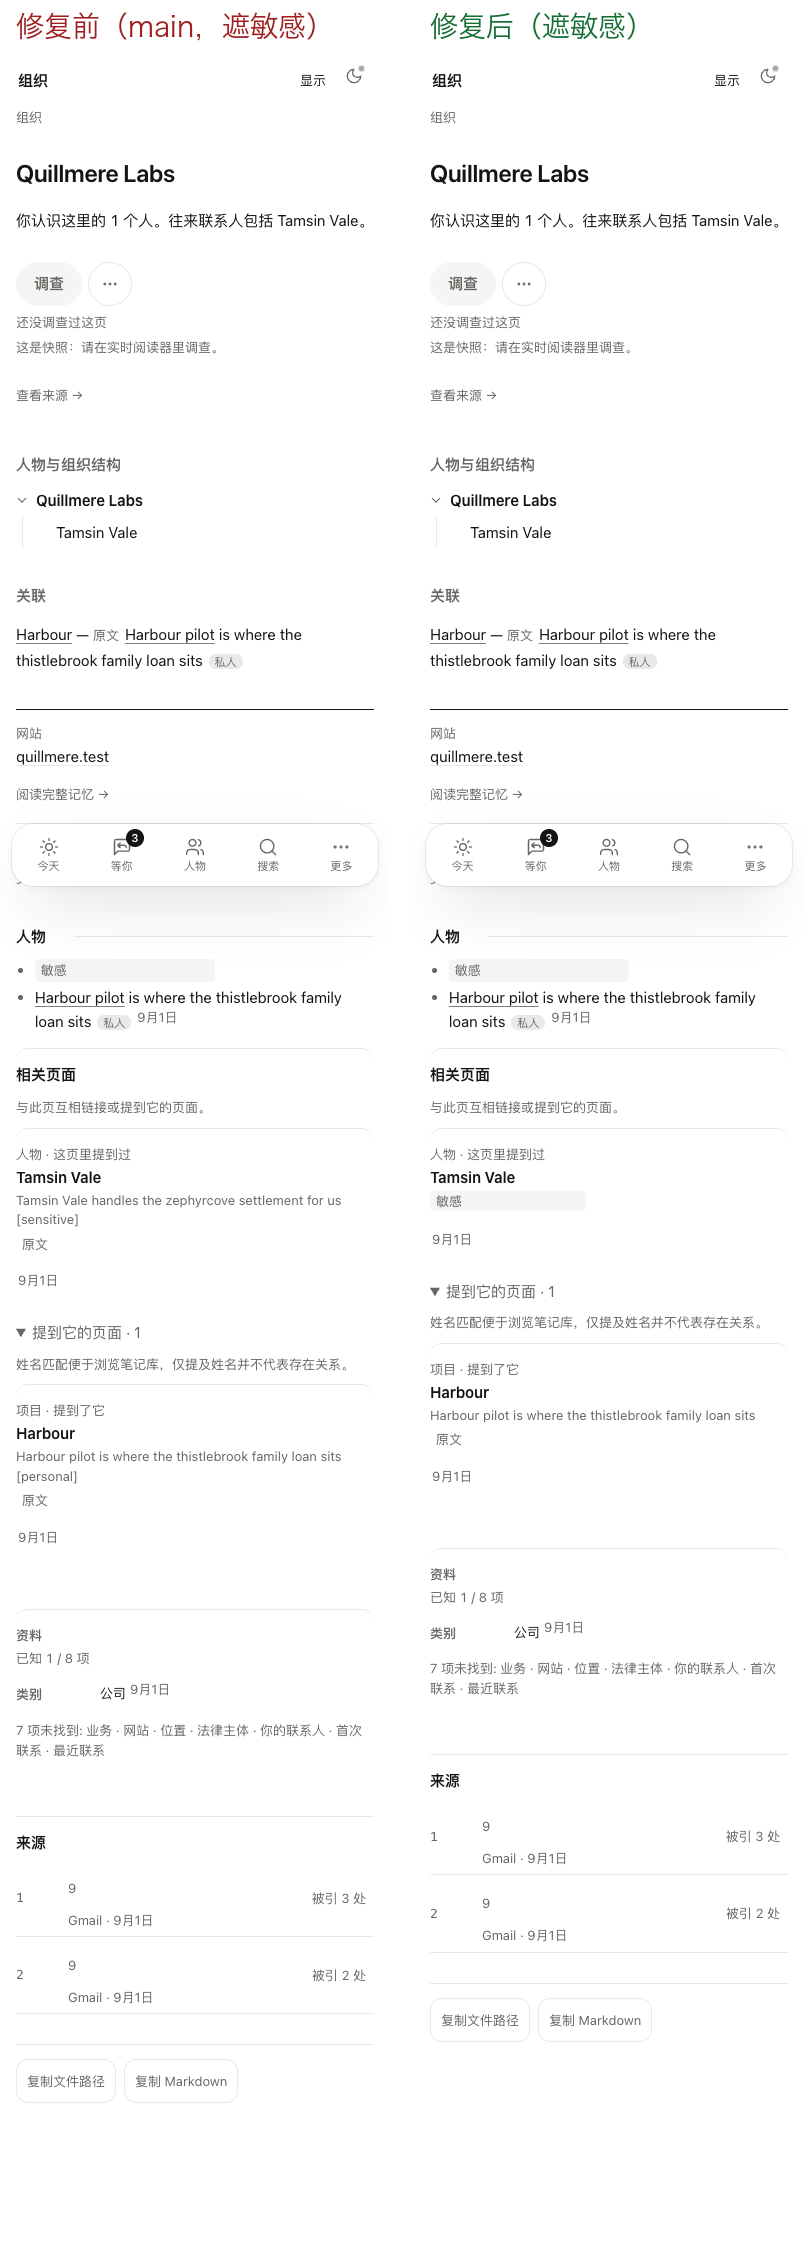 修复前（main，遮敏感）
组织
显示
组织
Quillmere Labs
你认识这里的 1 个人。往来联系人包括 Tamsin Vale。
调查
还没调查过这页
这是快照：请在实时阅读器里调查。
查看来源 →
人物与组织结构
Quillmere Labs
Tamsin Vale
关联
Harbour — 原文 Harbour pilot is where the
thistlebrook family loan sits 私人
网站
quillmere.test
阅读完整记忆 →
今天
等你
3
人物
搜索
更多
人物
敏感
Harbour pilot is where the thistlebrook family
loan sits 私人 9月1日
相关页面
与此页互相链接或提到它的页面。
人物 · 这页里提到过
Tamsin Vale
Tamsin Vale handles the zephyrcove settlement for us
[sensitive]
原文
9月1日
▼ 提到它的页面 · 1
姓名匹配便于浏览笔记库，仅提及姓名并不代表存在关系。
项目 · 提到了它
Harbour
Harbour pilot is where the thistlebrook family loan sits
[personal]
原文
9月1日
资料
已知 1 / 8 项
类别 公司 9月1日
7 项未找到: 业务 · 网站 · 位置 · 法律主体 · 你的联系人 · 首次
联系 · 最近联系
来源
1 9 被引 3 处
Gmail · 9月1日
2 9 被引 2 处
Gmail · 9月1日
复制文件路径
复制 Markdown
修复后（遮敏感）
组织
显示
组织
Quillmere Labs
你认识这里的 1 个人。往来联系人包括 Tamsin Vale。
调查
还没调查过这页
这是快照：请在实时阅读器里调查。
查看来源 →
人物与组织结构
Quillmere Labs
Tamsin Vale
关联
Harbour — 原文 Harbour pilot is where the
thistlebrook family loan sits 私人
网站
quillmere.test
阅读完整记忆 →
今天
等你
3
人物
搜索
更多
人物
敏感
Harbour pilot is where the thistlebrook family
loan sits 私人 9月1日
相关页面
与此页互相链接或提到它的页面。
人物 · 这页里提到过
Tamsin Vale
敏感
9月1日
▼ 提到它的页面 · 1
姓名匹配便于浏览笔记库，仅提及姓名并不代表存在关系。
项目 · 提到了它
Harbour
Harbour pilot is where the thistlebrook family loan sits
原文
9月1日
资料
已知 1 / 8 项
类别 公司 9月1日
7 项未找到: 业务 · 网站 · 位置 · 法律主体 · 你的联系人 · 首次
联系 · 最近联系
来源
1 9 被引 3 处
Gmail · 9月1日
2 9 被引 2 处
Gmail · 9月1日
复制文件路径
复制 Markdown